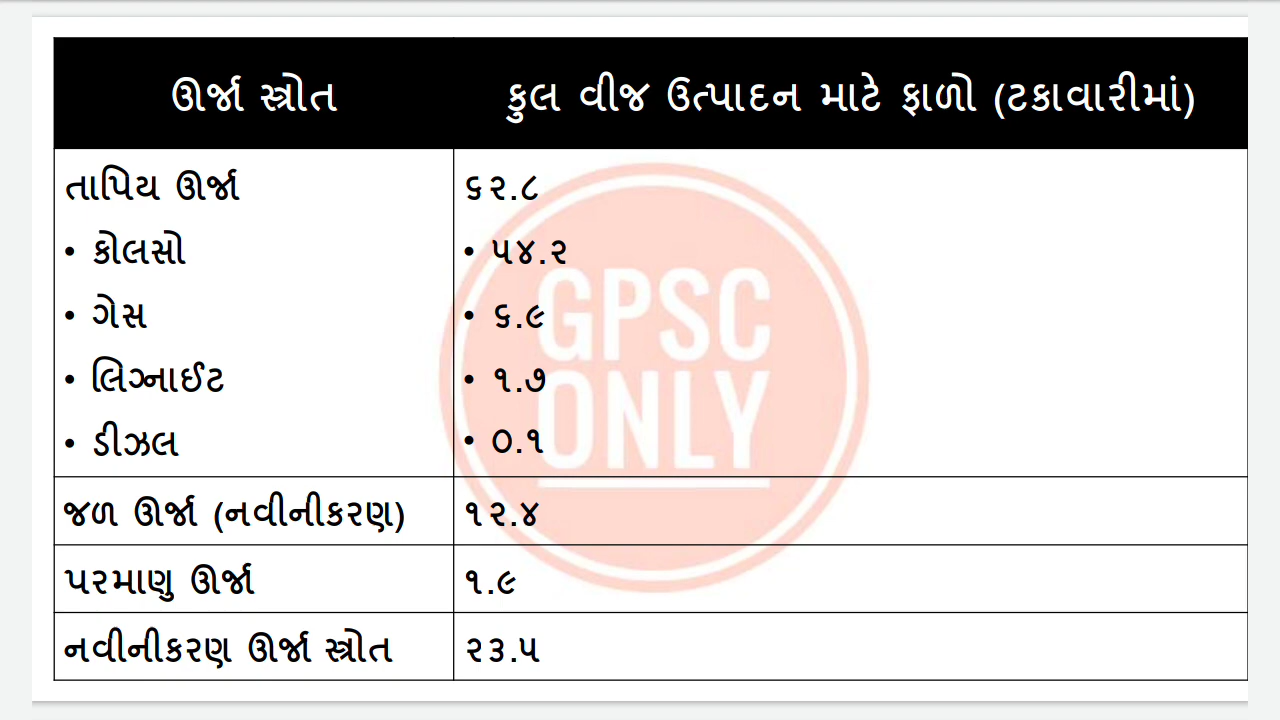 ઊર્જા સ્ત્રોત કુલ વીજ ઉત્પાદન માટે ફાળો (ટકાવારીમાં)
તાપિય ઊર્જા ૬૨.૮
• કોલસો • ૫૪.૨
• ગેસ • ૬.૯
• લિગ્નાઈટ • ૧.૭
• ડીઝલ • ૦.૧
જળ ઊર્જા (નવીનીકરણ) ૧૨.૪
પરમાણુ ઊર્જા ૧.૯
નવીનીકરણ ઊર્જા સ્ત્રોત ૨૩.૫
GPSC
ONLY